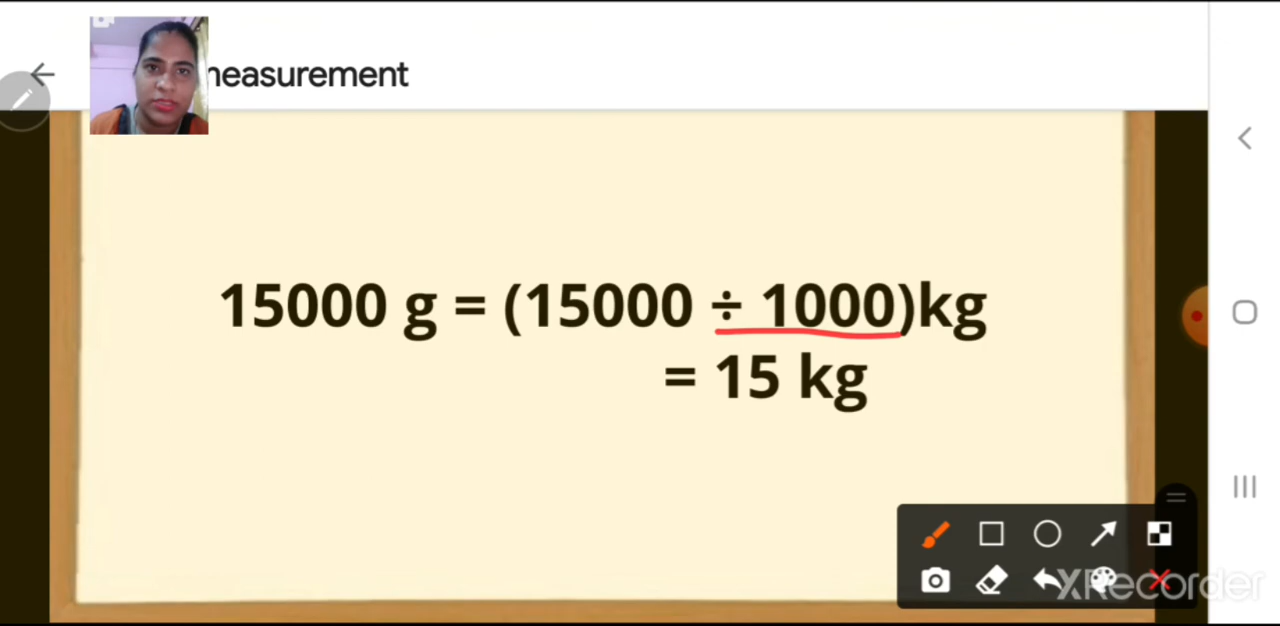 measurement
15000 g = (15000 ÷ 1000)kg
= 15 kg
XRecorder